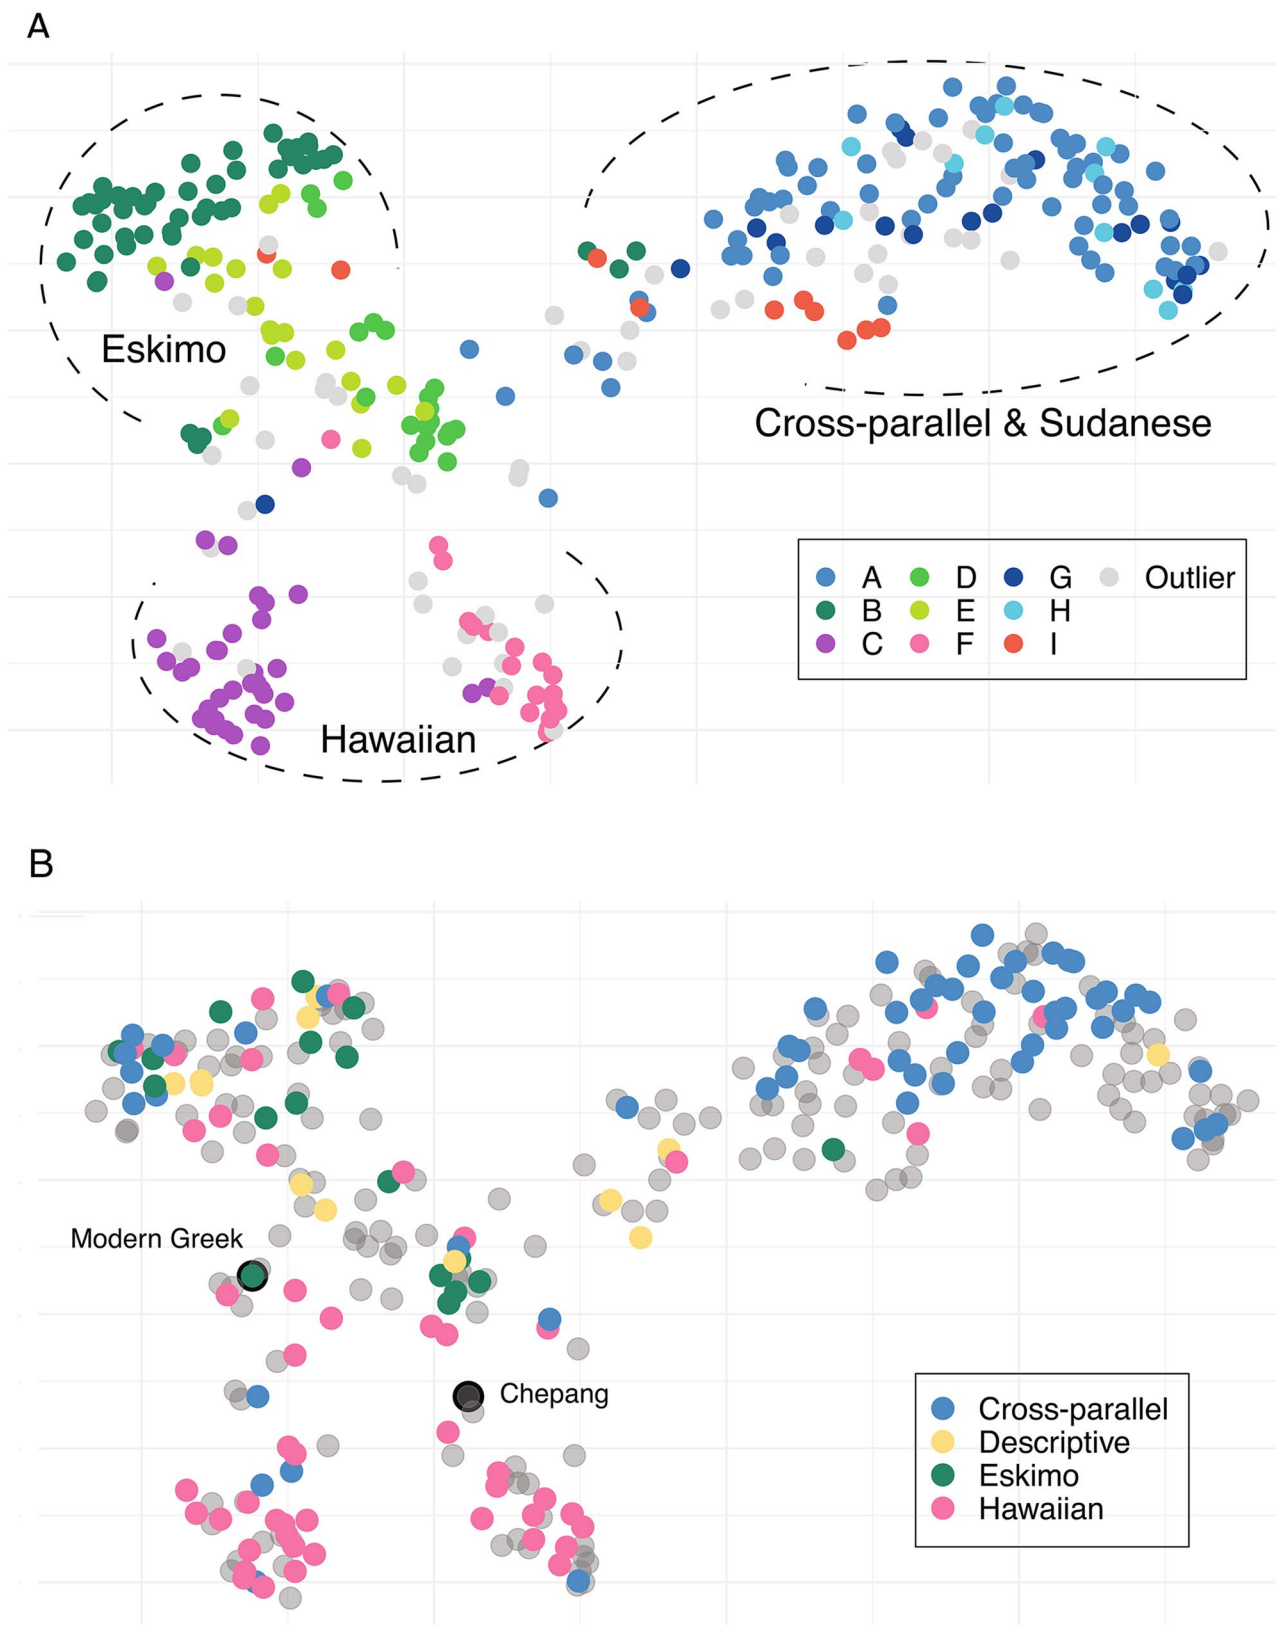 A
Eskimo
Cross-parallel & Sudanese
A D G Outlier
B E H
C F I
Hawaiian
B
Modern Greek
Chepang
Cross-parallel
Descriptive
Eskimo
Hawaiian